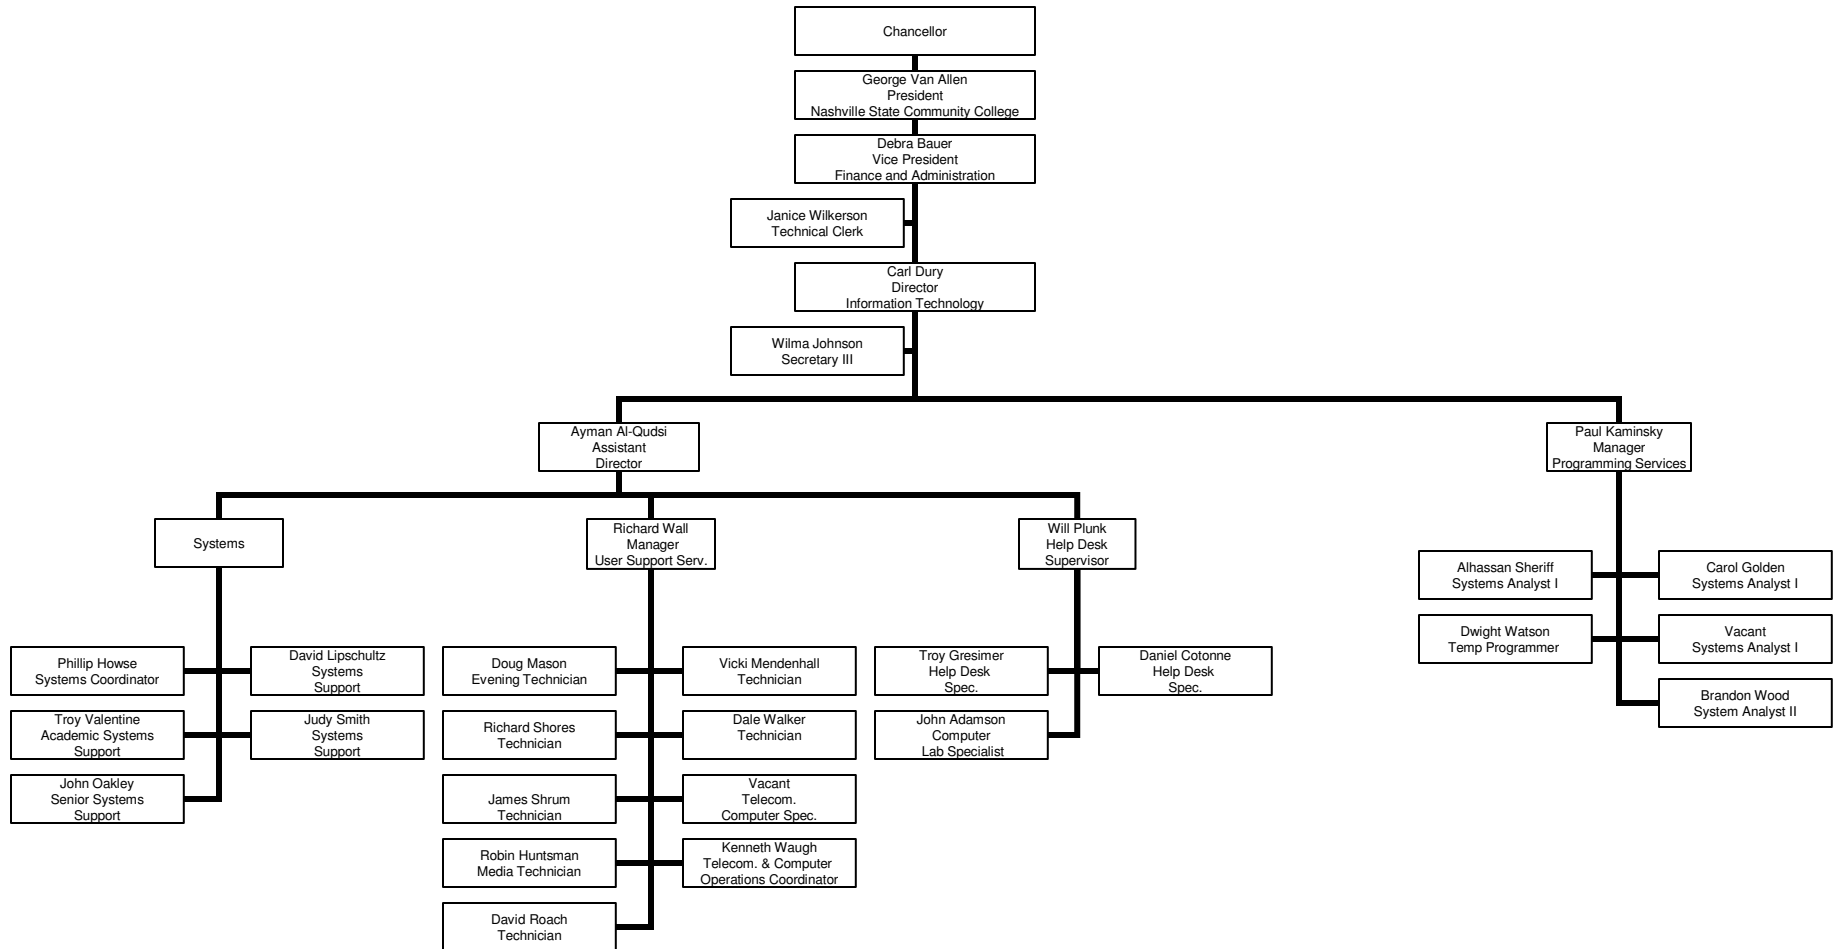 Chancellor
George Van Allen
President
Nashville State Community College
Debra Bauer
Vice President
Finance and Administration
Janice Wilkerson
Technical Clerk
Carl Dury
Director
Information Technology
Wilma Johnson
Secretary III
Ayman Al-Qudsi
Assistant
Director
Paul Kaminsky
Manager
Programming Services
Systems
Richard Wall
Manager
User Support Serv.
Will Plunk
Help Desk
Supervisor
Alhassan Sheriff
Systems Analyst I
Carol Golden
Systems Analyst I
Dwight Watson
Temp Programmer
Vacant
Systems Analyst I
Brandon Wood
System Analyst II
Phillip Howse
Systems Coordinator
David Lipschultz
Systems
Support
Troy Valentine
Academic Systems
Support
Judy Smith
Systems
Support
John Oakley
Senior Systems
Support
Doug Mason
Evening Technician
Vicki Mendenhall
Technician
Richard Shores
Technician
Dale Walker
Technician
James Shrum
Technician
Vacant
Telecom.
Computer Spec.
Robin Huntsman
Media Technician
Kenneth Waugh
Telecom. & Computer
Operations Coordinator
David Roach
Technician
Troy Gresimer
Help Desk
Spec.
Daniel Cotonne
Help Desk
Spec.
John Adamson
Computer
Lab Specialist